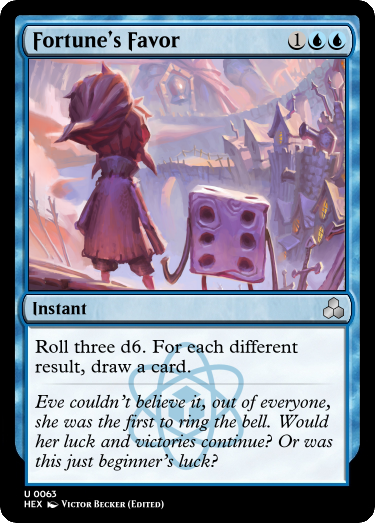 Fortune's Favor 1
Instant
Roll three d6. For each different
result, draw a card.
Eve couldn't believe it, out of everyone,
she was the first to ring the bell. Would
her luck and victories continue? Or was
this just beginner's luck?
U 0063
HEX Victor Becker (Edited)